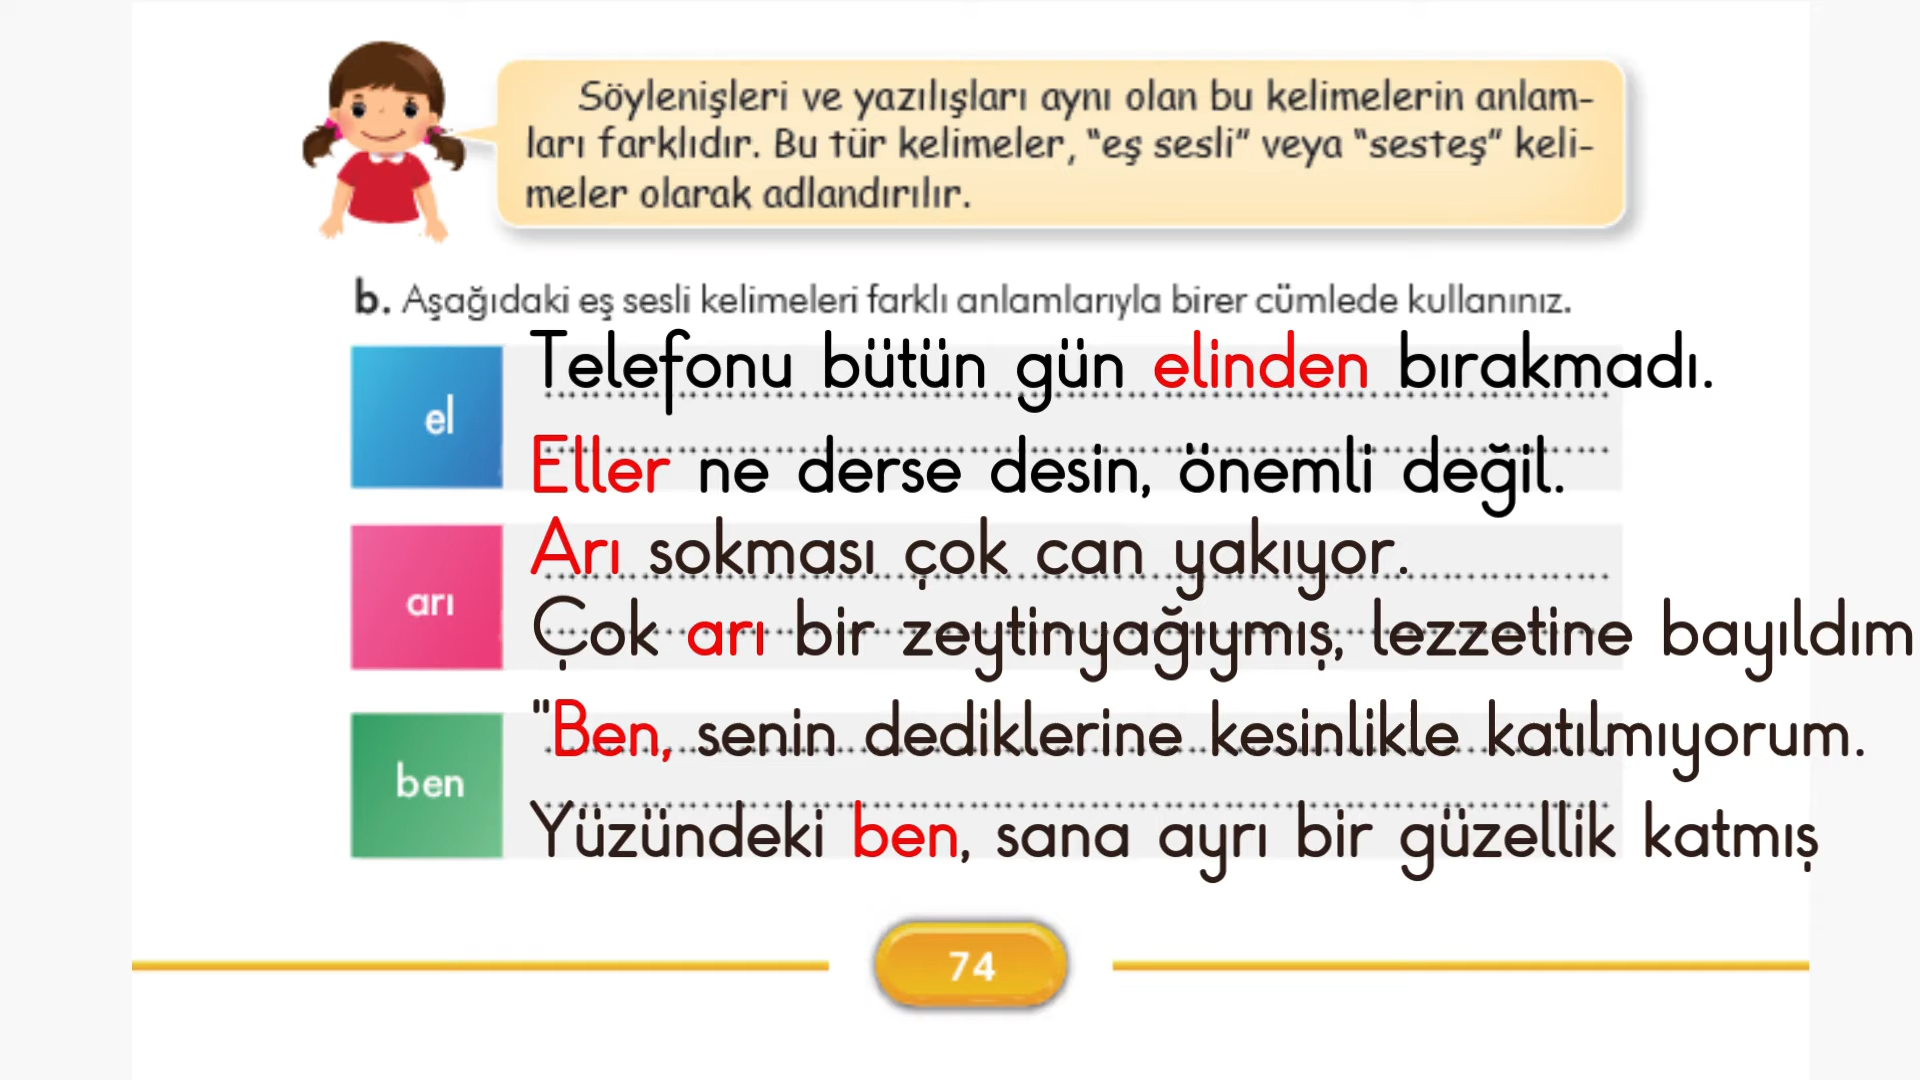 Söylenişleri ve yazılışları aynı olan bu kelimelerin anlam-
ları farklıdır. Bu tür kelimeler, “eş sesli” veya “sesteş” keli-
meler olarak adlandırılır.
b. Aşağıdaki eş sesli kelimeleri farklı anlamlarıyla birer cümlede kullanınız.
el
Telefonu bütün gün elinden bırakmadı.
Eller ne derse desin, önemli değil.
arı
Arı sokması çok can yakıyor.
Çok arı bir zeytinyağıymış, lezzetine bayıldım
ben
"Ben, senin dediklerine kesinlikle katılmıyorum.
Yüzündeki ben, sana ayrı bir güzellik katmış
74